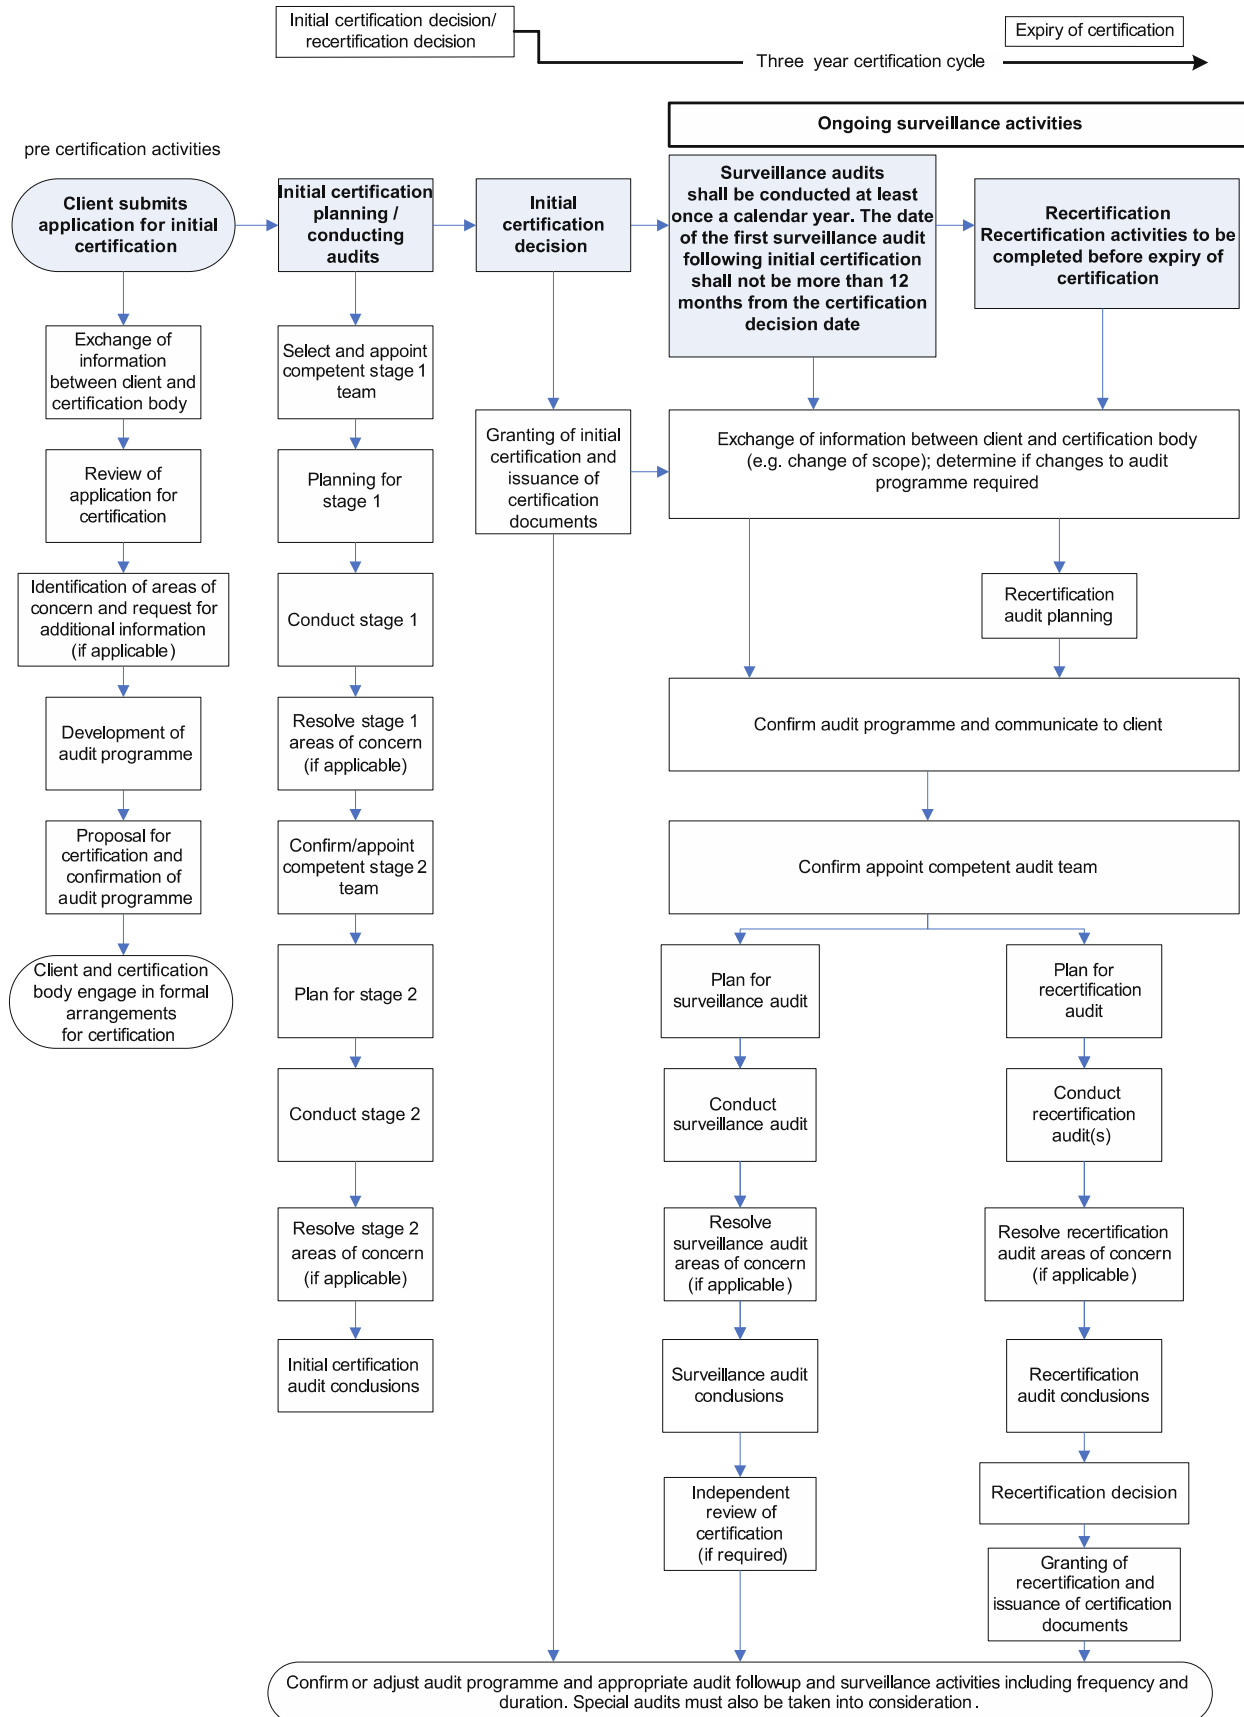 Initial certification decision/
recertification decision
Expiry of certification
Three year certification cycle
Ongoing surveillance activities
pre certification activities
Client submits
application for initial
certification
Initial certification
planning /
conducting
audits
Initial
certification
decision
Surveillance audits
shall be conducted at least
once a calendar year. The date
of the first surveillance audit
following initial certification
shall not be more than 12
months from the certification
decision date
Recertification
Recertification activities to be
completed before expiry of
certification
Exchange of
information
between client and
certification body
Review of
application for
certification
Identification of areas of
concern and request for
additional information
(if applicable)
Development of
audit programme
Proposal for
certification and
confirmation of
audit programme
Client and certification
body engage in formal
arrangements
for certification
Select and appoint
competent stage 1
team
Planning for
stage 1
Conduct stage 1
Resolve stage 1
areas of concern
(if applicable)
Confirm/appoint
competent stage 2
team
Plan for stage 2
Conduct stage 2
Resolve stage 2
areas of concern
(if applicable)
Initial certification
audit conclusions
Granting of initial
certification and
issuance of
certification
documents
Exchange of information between client and certification body
(e.g. change of scope); determine if changes to audit
programme required
Recertification
audit planning
Confirm audit programme and communicate to client
Confirm appoint competent audit team
Plan for
surveillance audit
Conduct
surveillance audit
Resolve
surveillance audit
areas of concern
(if applicable)
Surveillance audit
conclusions
Independent
review of
certification
(if required)
Plan for
recertification
audit
Conduct
recertification
audit(s)
Resolve recertification
audit areas of concern
(if applicable)
Recertification
audit conclusions
Recertification decision
Granting of
recertification and
issuance of certification
documents
Confirm or adjust audit programme and appropriate audit follow-up and surveillance activities including frequency and
duration. Special audits must also be taken into consideration.